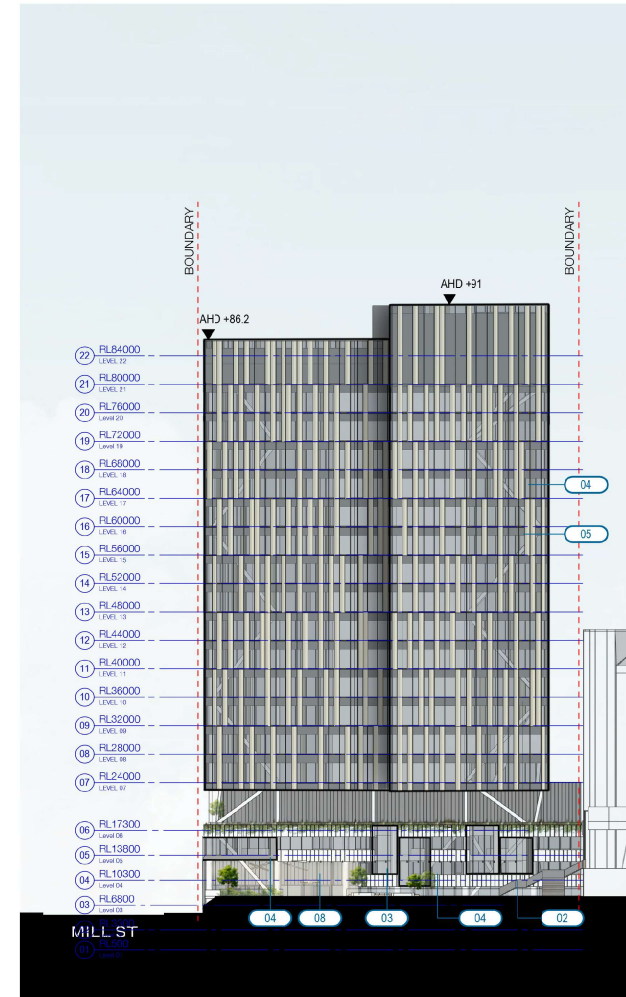 BOUNDARY
BOUNDARY
AHD +91
AHD +86.2
22 RL84000
LEVEL 22
21 RL80000
LEVEL 21
20 RL76000
Level 20
19 RL72000
Level 19
18 RL68000
LEVEL 18
04
17 RL64000
LEVEL 17
16 RL60000
LEVEL 16
05
15 RL56000
LEVEL 15
14 RL52000
LEVEL 14
13 RL48000
LEVEL 13
12 RL44000
LEVEL 12
11 RL40000
LEVEL 11
10 RL36000
LEVEL 10
09 RL32000
LEVEL 09
08 RL28000
LEVEL 08
07 RL24000
LEVEL 07
06 RL17300
Level 06
05 RL13800
Level 05
04 RL10300
Level 04
03 RL6800
Level 03
04 08 03 04 02
MILL ST
01 RL500